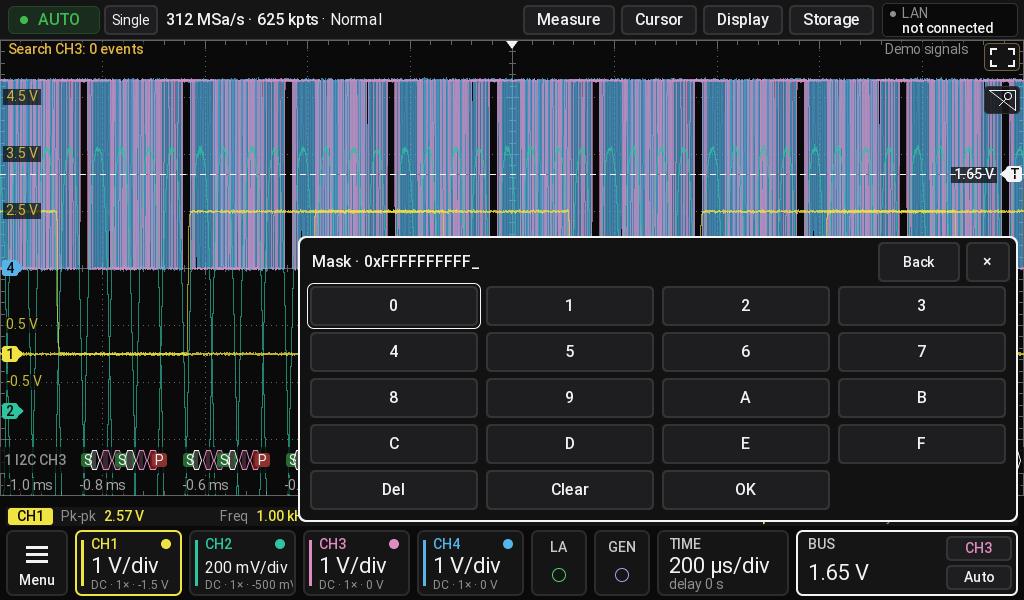 AUTO Single 312 MSa/s · 625 kpts · Normal Measure Cursor Display Storage LAN
not connected
Search CH3: 0 events Demo signals
4.5 V
3.5 V
1.65 V T
2.5 V
Mask · 0xFFFFFFFFFF_ Back ×
4
0 1 2 3
0.5 V
1
4 5 6 7
-0.5 V
8 9 A B
2
C D E F
1 I2C CH3 S S P S S P S
-1.0 ms -0.8 ms -0.6 ms
Del Clear OK
CH1 Pk-pk 2.57 V Freq
Menu
CH1
1 V/div
DC · 1× · -1.5 V
CH2
200 mV/div
DC · 1× · -500 mV
CH3
1 V/div
DC · 1× · 0 V
CH4
1 V/div
DC · 1× · 0 V
LA
GEN
TIME
200 µs/div
delay 0 s
BUS CH3
1.65 V Auto